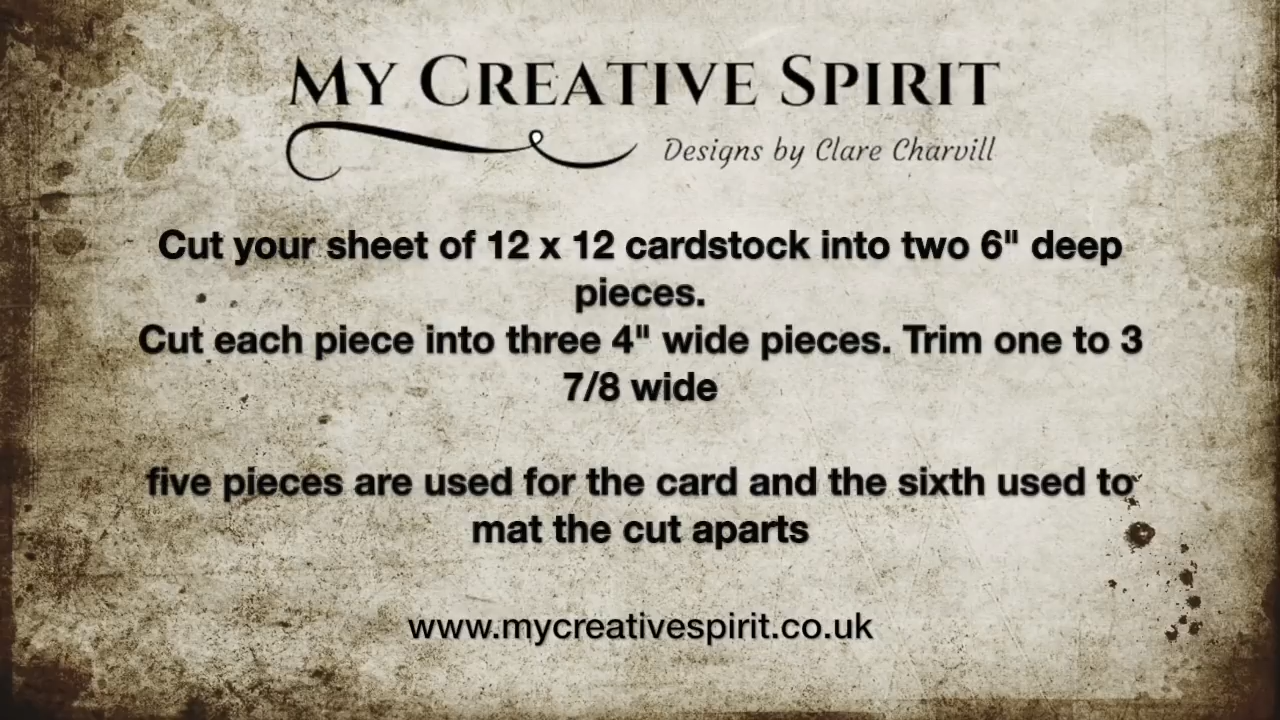 MY CREATIVE SPIRIT
Designs by Clare Charvill
Cut your sheet of 12 x 12 cardstock into two 6" deep
pieces.
Cut each piece into three 4" wide pieces. Trim one to 3
7/8 wide
five pieces are used for the card and the sixth used to
mat the cut aparts
www.mycreativespirit.co.uk